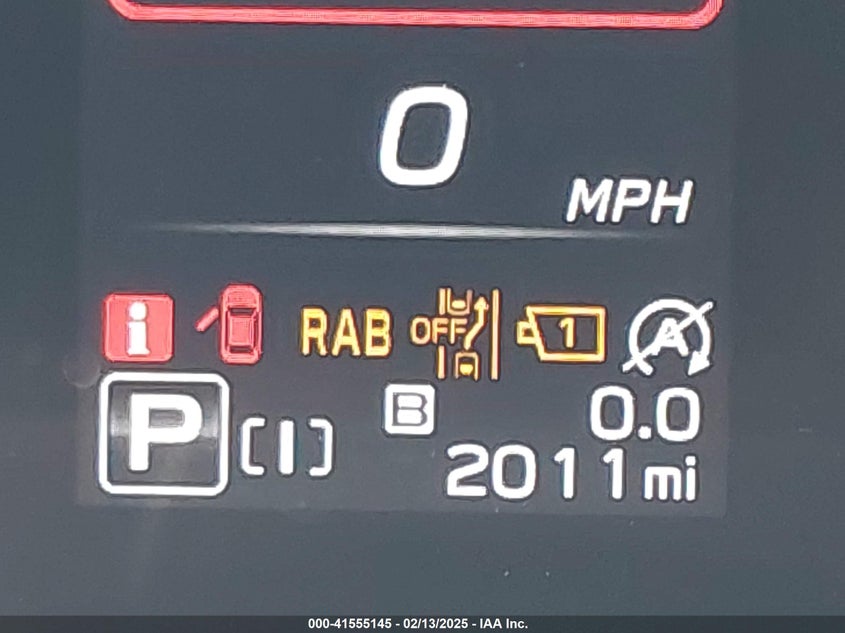 0
MPH
i
RAB
OFF
1
A
P
[I]
B
0.0
2011 mi
000-41555145 - 02/13/2025 - IAA Inc.